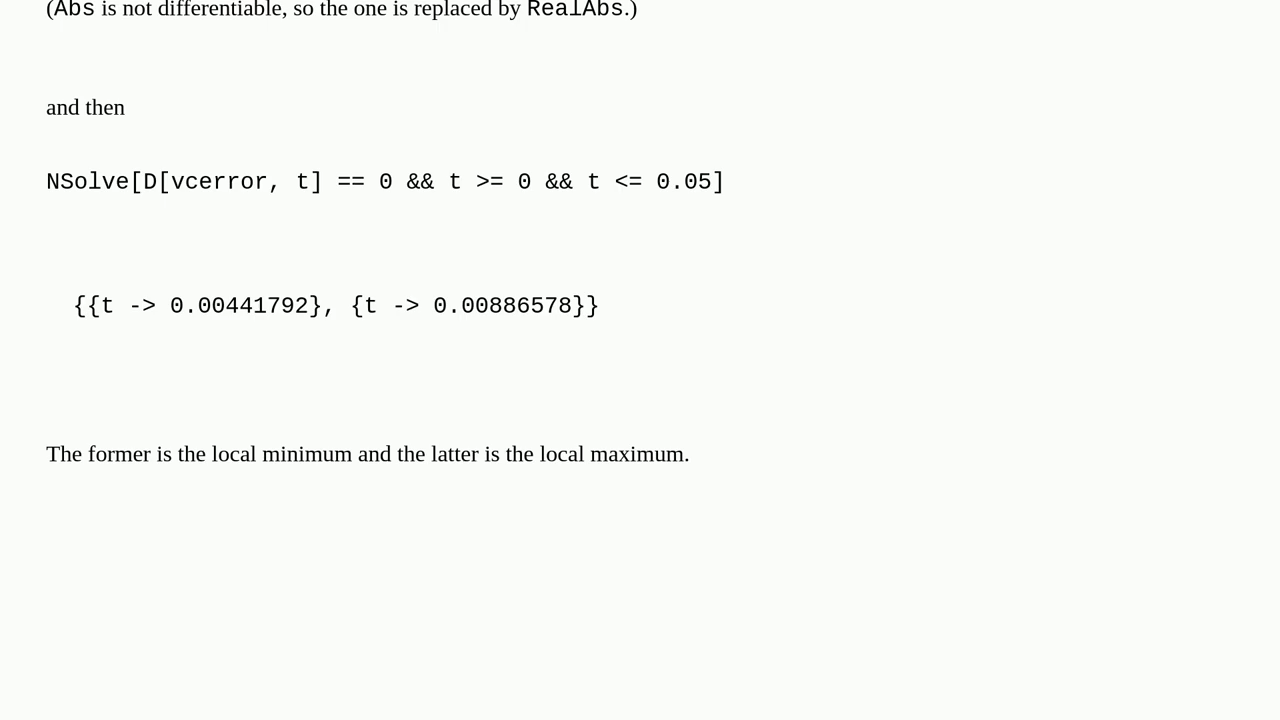 (Abs is not differentiable, so the one is replaced by RealAbs.)
and then
NSolve[D[vcerror, t] == 0 && t >= 0 && t <= 0.05]
{{t -> 0.00441792}, {t -> 0.00886578}}
The former is the local minimum and the latter is the local maximum.